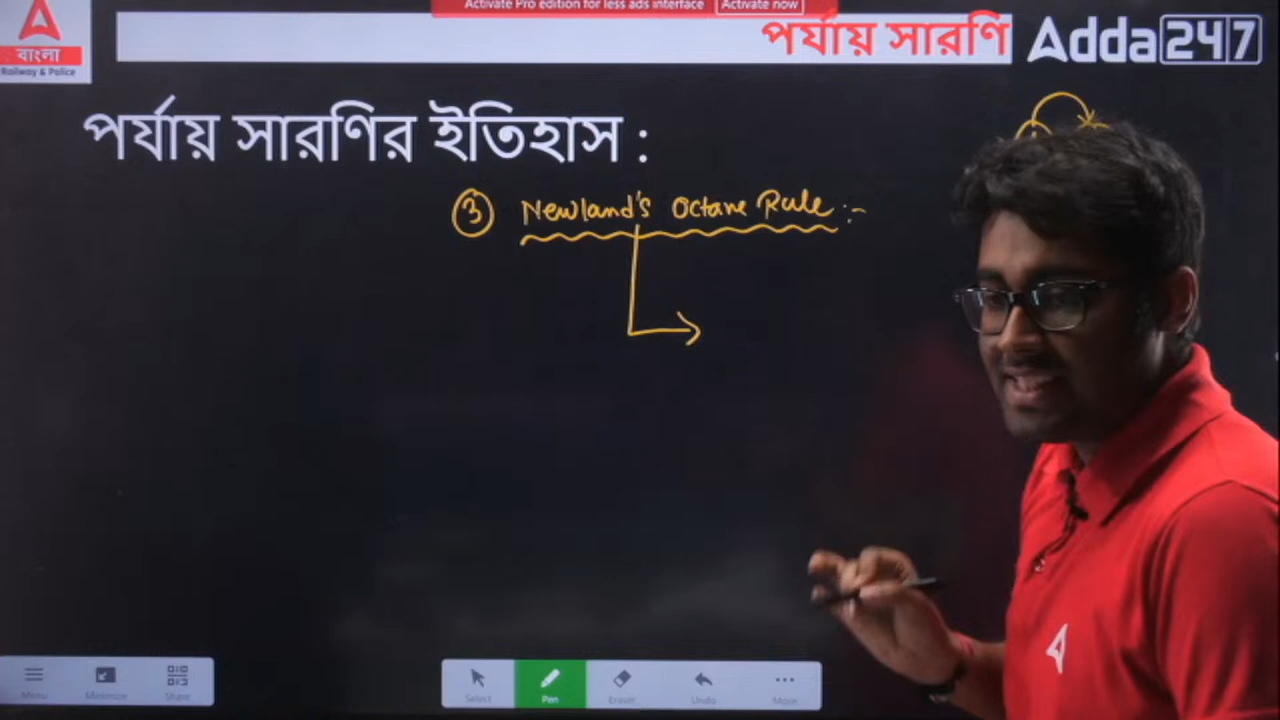 Activate Pro edition for less ads interface Activate now
পর্যায় সারণি
Adda247
বাংলা
Railway & Police
পর্যায় সারণির ইতিহাস :
③ Newland's Octane Rule :-
Menu Minimize Share
Select Pen Eraser Undo More